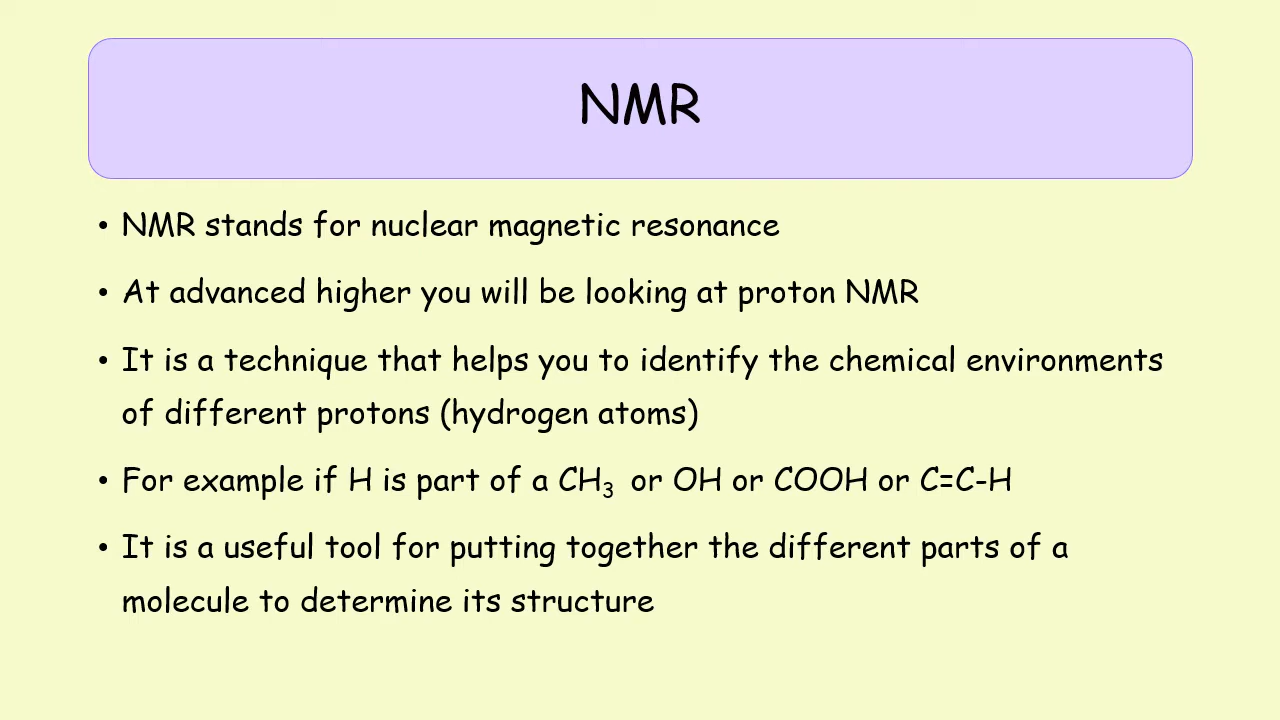 NMR
• NMR stands for nuclear magnetic resonance
• At advanced higher you will be looking at proton NMR
• It is a technique that helps you to identify the chemical environments
of different protons (hydrogen atoms)
• For example if H is part of a CH₃ or OH or COOH or C=C-H
• It is a useful tool for putting together the different parts of a
molecule to determine its structure